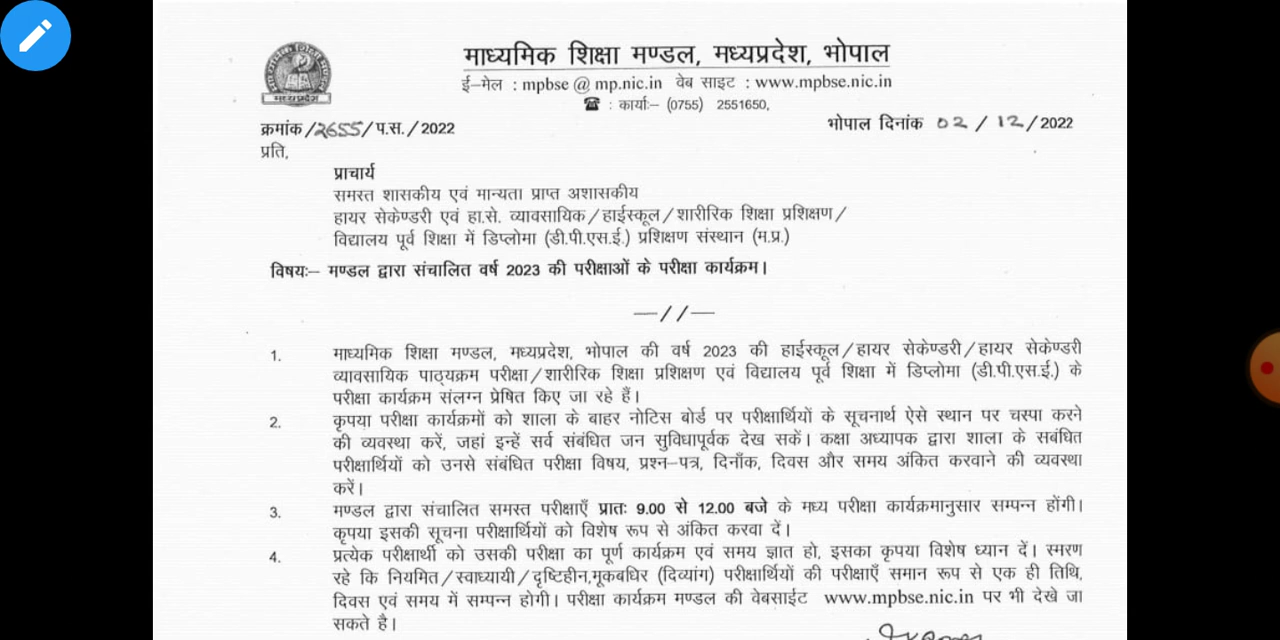 माध्यमिक शिक्षा मण्डल, मध्यप्रदेश, भोपाल
ई–मेल : mpbse @ mp.nic.in वेब साइट : www.mpbse.nic.in
☎ : कार्याः– (0755) 2551650,
मध्यप्रदेश
क्रमांक /2655/प.स./2022
भोपाल दिनांक 02 / 12 /2022
प्रति,
प्राचार्य
समस्त शासकीय एवं मान्यता प्राप्त अशासकीय
हायर सेकेण्डरी एवं हा.से. व्यावसायिक/हाईस्कूल/शारीरिक शिक्षा प्रशिक्षण/
विद्यालय पूर्व शिक्षा में डिप्लोमा (डी.पी.एस.ई.) प्रशिक्षण संस्थान (म.प्र.)
विषयः– मण्डल द्वारा संचालित वर्ष 2023 की परीक्षाओं के परीक्षा कार्यक्रम।
—//—
1. माध्यमिक शिक्षा मण्डल, मध्यप्रदेश, भोपाल की वर्ष 2023 की हाईस्कूल/हायर सेकेण्डरी/हायर सेकेण्डरी
व्यावसायिक पाठ्यक्रम परीक्षा/शारीरिक शिक्षा प्रशिक्षण एवं विद्यालय पूर्व शिक्षा में डिप्लोमा (डी.पी.एस.ई.) के
परीक्षा कार्यक्रम संलग्न प्रेषित किए जा रहे हैं।
2. कृपया परीक्षा कार्यक्रमों को शाला के बाहर नोटिस बोर्ड पर परीक्षार्थियों के सूचनार्थ ऐसे स्थान पर चस्पा करने
की व्यवस्था करें, जहां इन्हें सर्व संबंधित जन सुविधापूर्वक देख सकें। कक्षा अध्यापक द्वारा शाला के सबंधित
परीक्षार्थियों को उनसे संबंधित परीक्षा विषय, प्रश्न–पत्र, दिनाँक, दिवस और समय अंकित करवाने की व्यवस्था
करें।
3. मण्डल द्वारा संचालित समस्त परीक्षाएँ प्रातः 9.00 से 12.00 बजे के मध्य परीक्षा कार्यक्रमानुसार सम्पन्न होंगी।
कृपया इसकी सूचना परीक्षार्थियों को विशेष रूप से अंकित करवा दें।
4. प्रत्येक परीक्षार्थी को उसकी परीक्षा का पूर्ण कार्यक्रम एवं समय ज्ञात हो, इसका कृपया विशेष ध्यान दें। स्मरण
रहे कि नियमित/स्वाध्यायी/दृष्टिहीन,मूकबधिर (दिव्यांग) परीक्षार्थियों की परीक्षाएँ समान रूप से एक ही तिथि,
दिवस एवं समय में सम्पन्न होगी। परीक्षा कार्यक्रम मण्डल की वेबसाईट www.mpbse.nic.in पर भी देखे जा
सकते है।